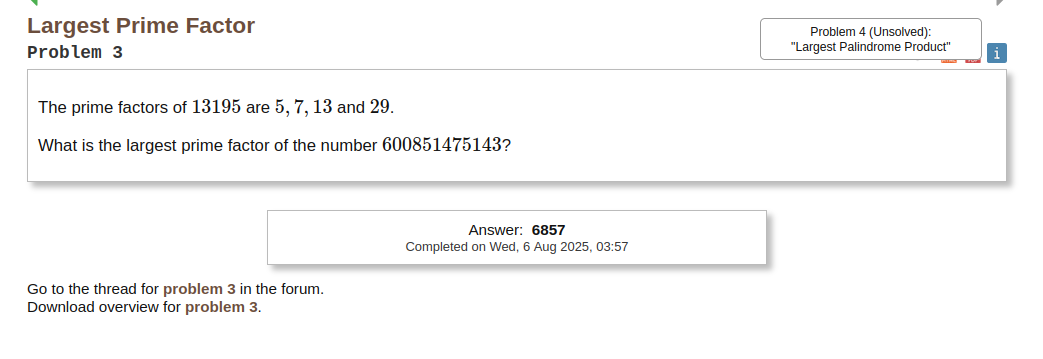 Largest Prime Factor
Problem 3
Problem 4 (Unsolved):
"Largest Palindrome Product"
i
The prime factors of 13195 are 5, 7, 13 and 29.
What is the largest prime factor of the number 600851475143?
Answer: 6857
Completed on Wed, 6 Aug 2025, 03:57
Go to the thread for problem 3 in the forum.
Download overview for problem 3.